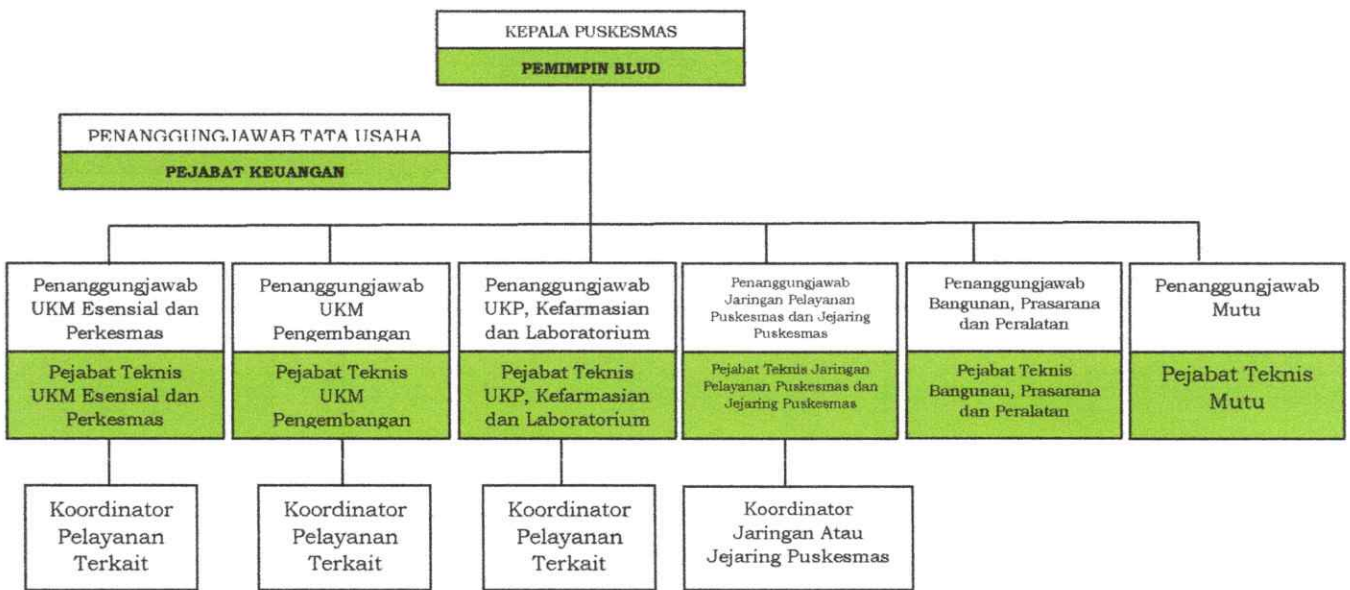 KEPALA PUSKESMAS
PEMIMPIN BLUD
PENANGGUNGJAWAB TATA USAHA
PEJABAT KEUANGAN
Penanggungjawab
UKM Esensial dan
Perkesmas
Pejabat Teknis
UKM Esensial dan
Perkesmas
Penanggungjawab
UKM
Pengembangan
Pejabat Teknis
UKM
Pengembangan
Penanggungjawab
UKP, Kefarmasian
dan Laboratorium
Pejabat Teknis
UKP, Kefarmasian
dan Laboratorium
Penanggungjawab
Jaringan Pelayanan
Puskesmas dan Jejaring
Puskesmas
Pejabat Teknis Jaringan
Pelayanan Puskesmas dan
Jejaring Puskesmas
Penanggungjawab
Bangunan, Prasarana
dan Peralatan
Pejabat Teknis
Bangunan, Prasarana
dan Peralatan
Penanggungjawab
Mutu
Pejabat Teknis
Mutu
Koordinator
Pelayanan
Terkait
Koordinator
Pelayanan
Terkait
Koordinator
Pelayanan
Terkait
Koordinator
Jaringan Atau
Jejaring Puskesmas